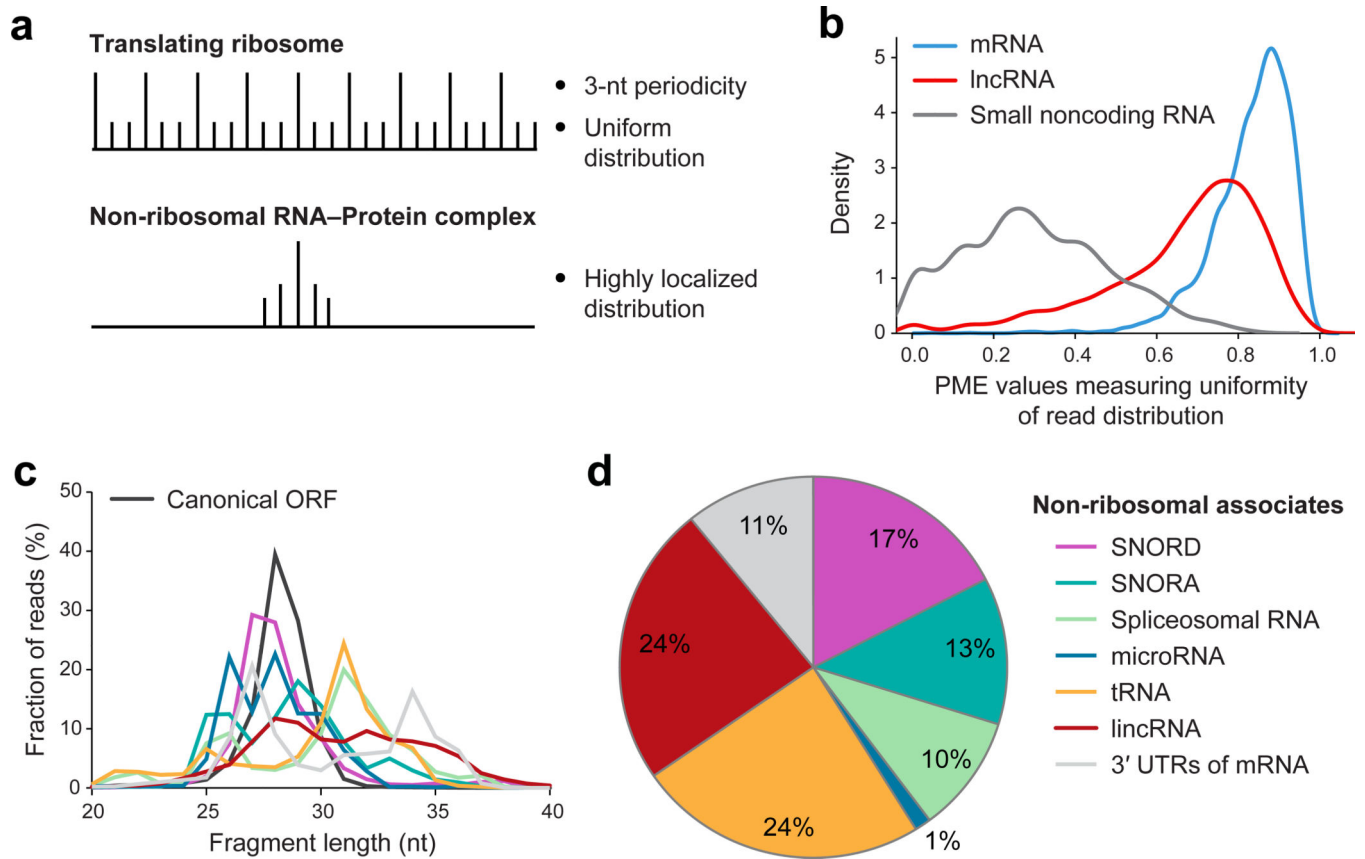 a
Translating ribosome
• 3-nt periodicity
• Uniform
distribution
Non-ribosomal RNA–Protein complex
• Highly localized
distribution
b
mRNA
lncRNA
Small noncoding RNA
Density
5
4
3
2
1
0
0.0 0.2 0.4 0.6 0.8 1.0
PME values measuring uniformity
of read distribution
c
Canonical ORF
Fraction of reads (%)
50
40
30
20
10
0
20 25 30 35 40
Fragment length (nt)
d
11%
17%
24%
13%
10%
24%
1%
Non-ribosomal associates
SNORD
SNORA
Spliceosomal RNA
microRNA
tRNA
lincRNA
3′ UTRs of mRNA